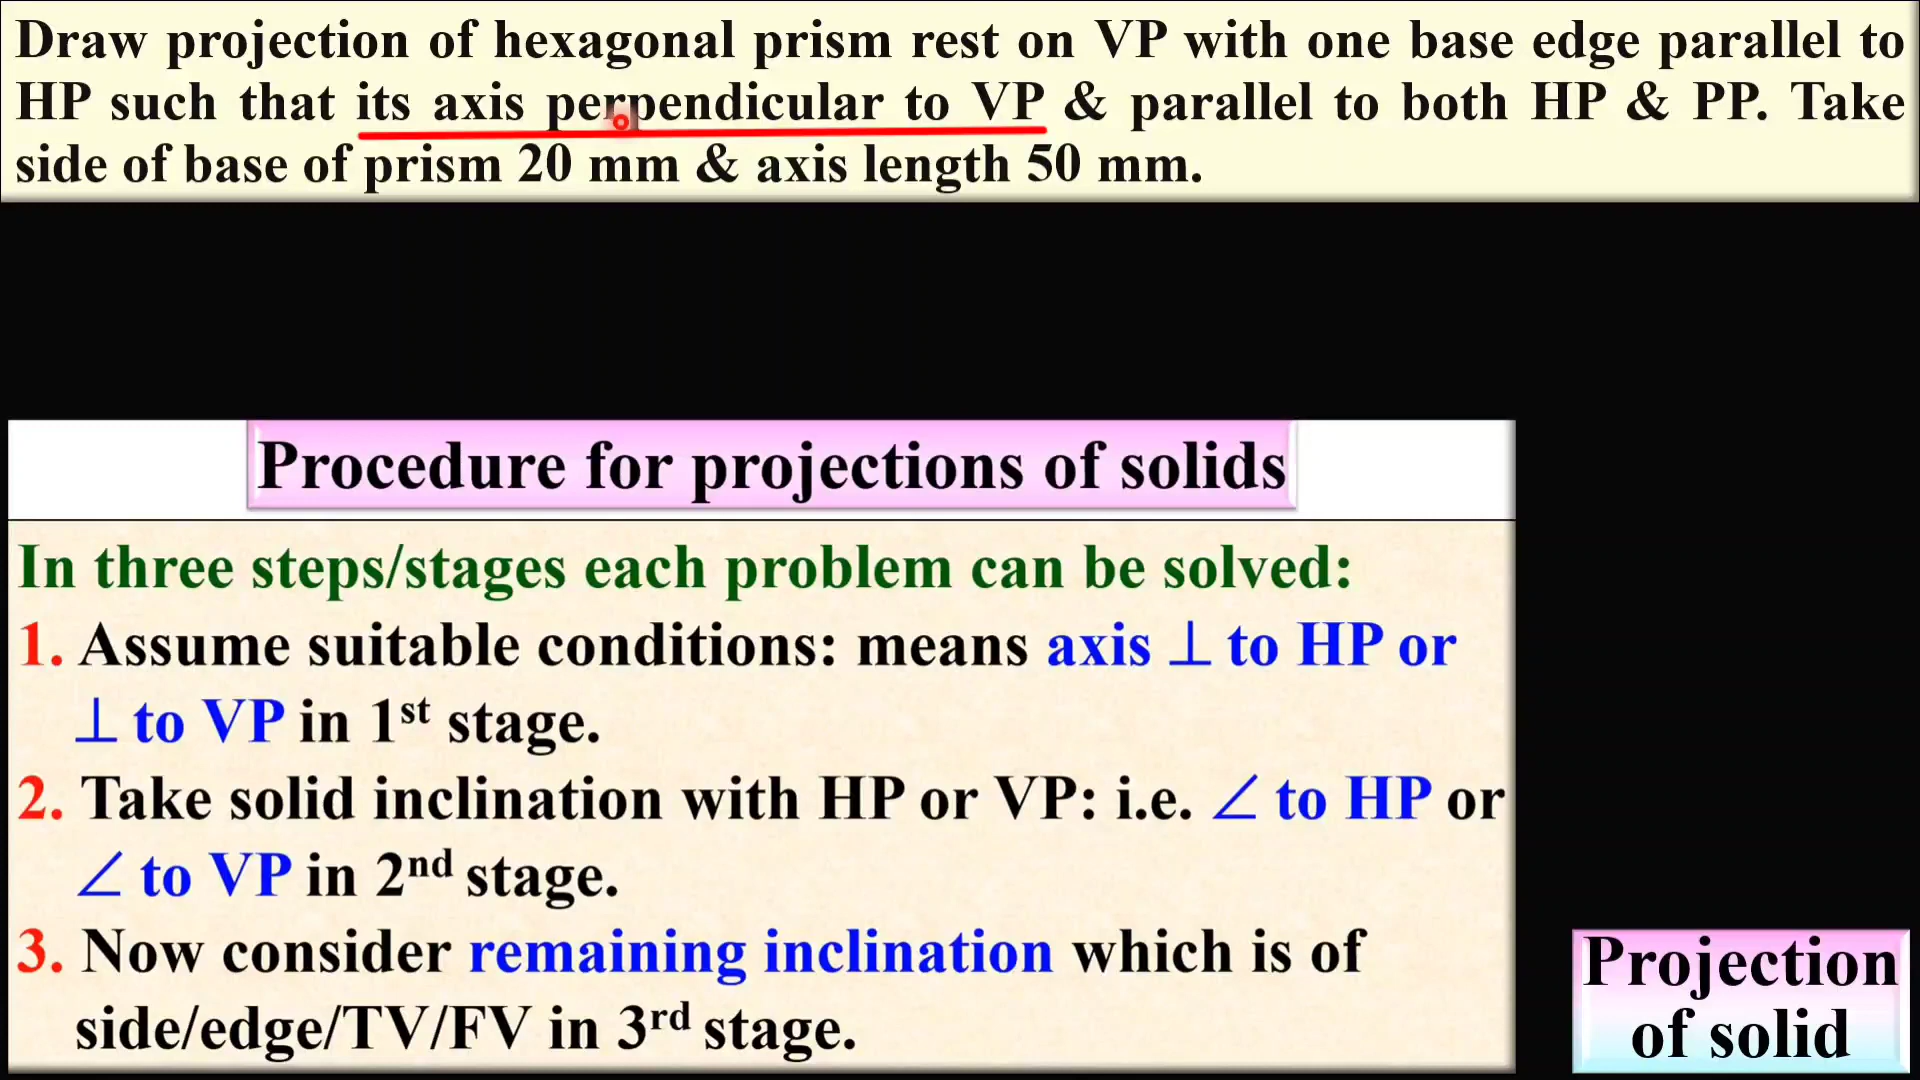 Draw projection of hexagonal prism rest on VP with one base edge parallel to
HP such that its axis perpendicular to VP & parallel to both HP & PP. Take
side of base of prism 20 mm & axis length 50 mm.
Procedure for projections of solids
In three steps/stages each problem can be solved:
1. Assume suitable conditions: means axis ⊥ to HP or
⊥ to VP in 1st stage.
2. Take solid inclination with HP or VP: i.e. ∠ to HP or
∠ to VP in 2nd stage.
3. Now consider remaining inclination which is of
side/edge/TV/FV in 3rd stage.
Projection
of solid